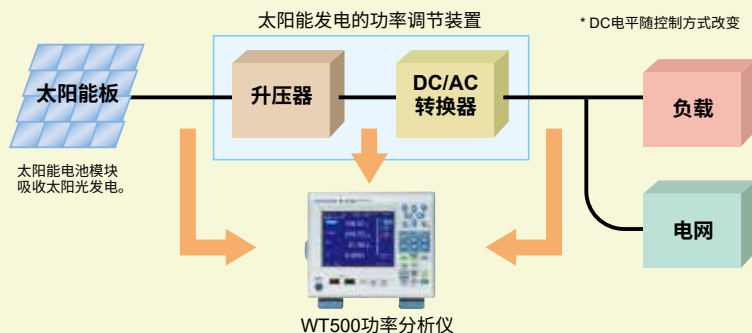 太阳能发电的功率调节装置
* DC电平随控制方式改变
太阳能板
升压器
DC/AC
转换器
负载
太阳能电池模块
吸收太阳光发电。
电网
WT500功率分析仪